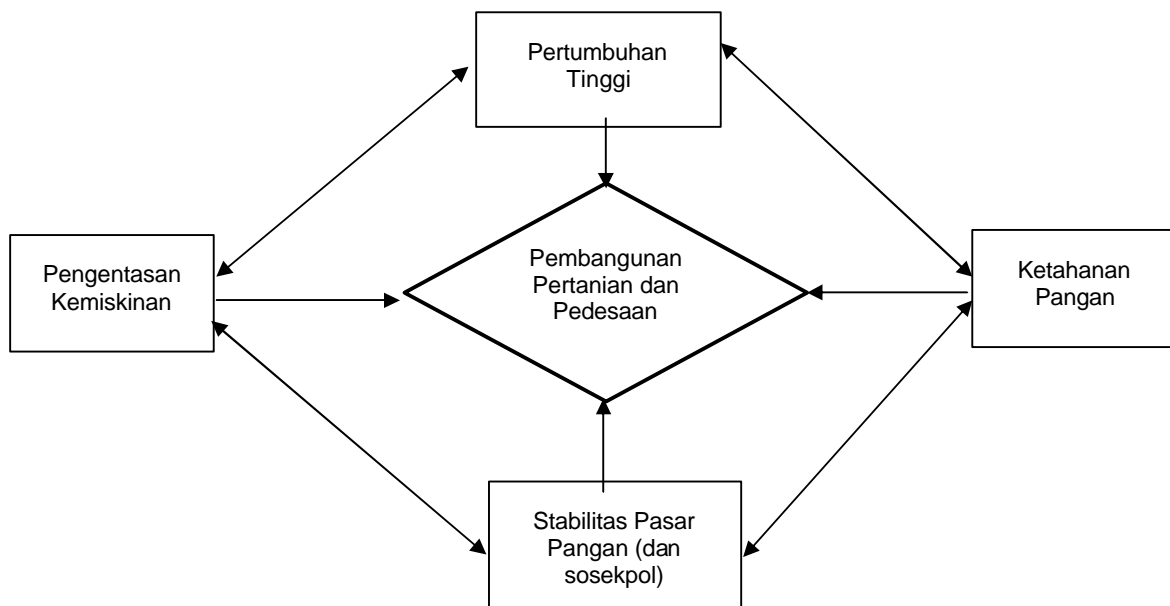 Pertumbuhan
Tinggi
Pengentasan
Kemiskinan
Pembangunan
Pertanian dan
Pedesaan
Ketahanan
Pangan
Stabilitas Pasar
Pangan (dan
sosekpol)